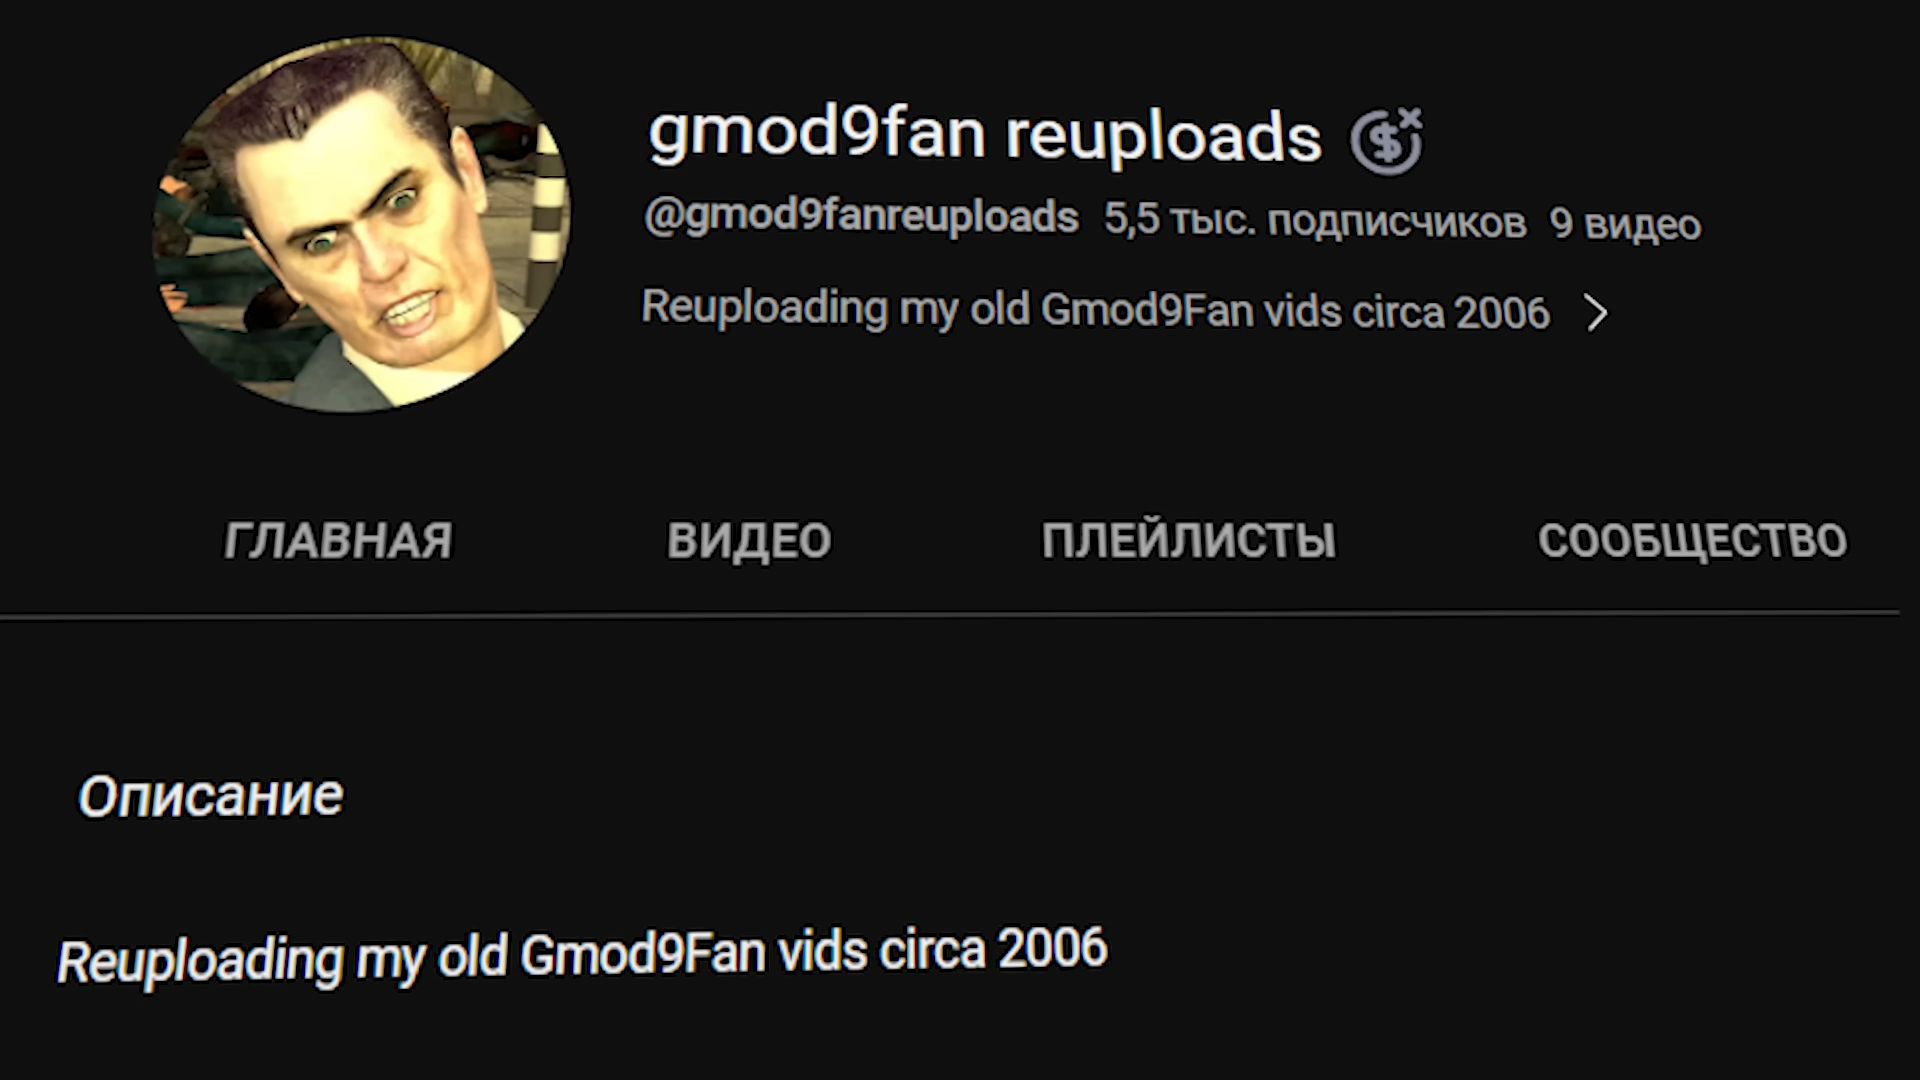 gmod9fan reuploads
@gmod9fanreuploads 5,5 тыс. подписчиков 9 видео
Reuploading my old Gmod9Fan vids circa 2006
ГЛАВНАЯ ВИДЕО ПЛЕЙЛИСТЫ СООБЩЕСТВО
Описание
Reuploading my old Gmod9Fan vids circa 2006